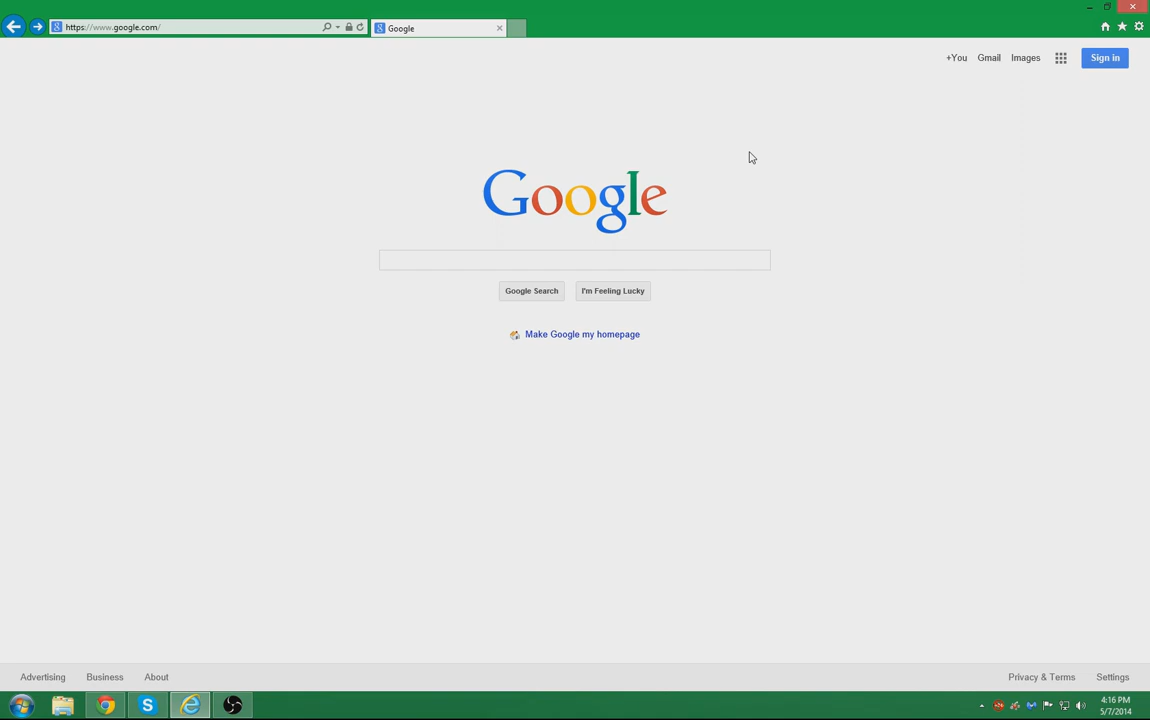 https://www.google.com/
Google
+You Gmail Images Sign in
Google
Google Search I'm Feeling Lucky
Make Google my homepage
Advertising Business About Privacy & Terms Settings
4:16 PM
5/7/2014